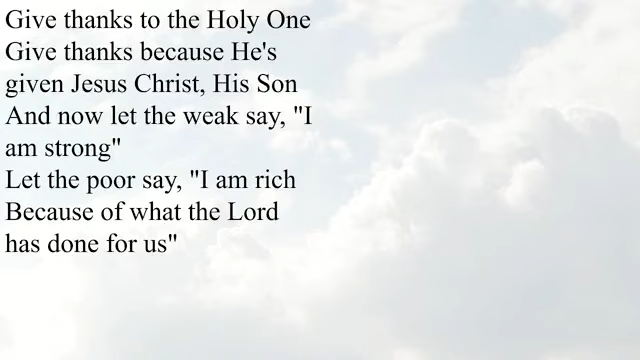 Give thanks to the Holy One
Give thanks because He's
given Jesus Christ, His Son
And now let the weak say, "I
am strong"
Let the poor say, "I am rich
Because of what the Lord
has done for us"